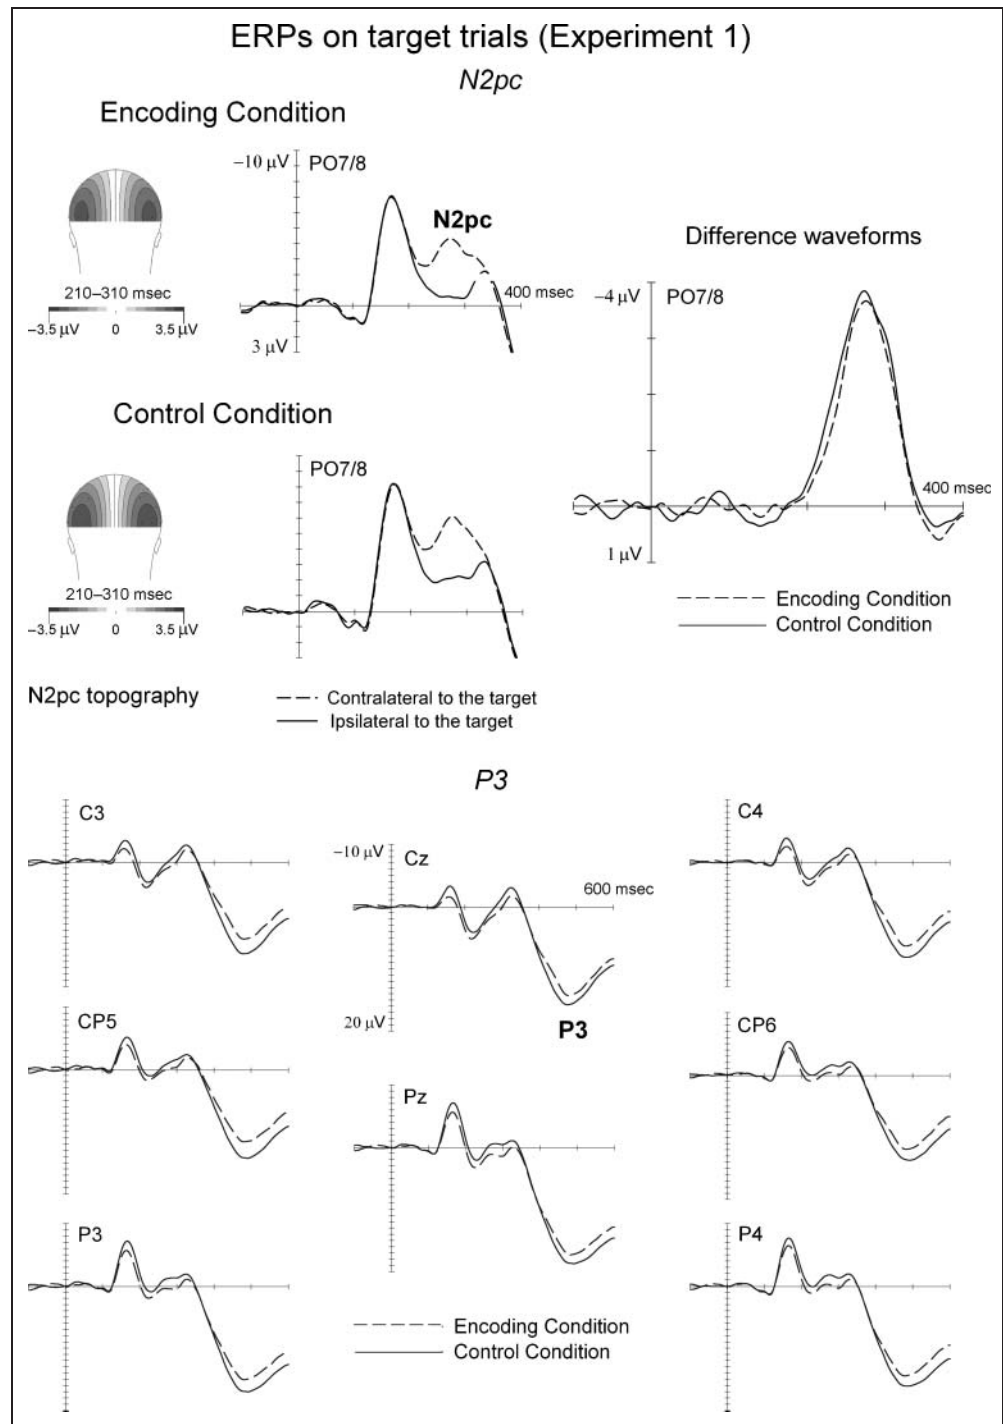 ERPs on target trials (Experiment 1)
N2pc
Encoding Condition
−10 µV
PO7/8
N2pc
400 msec
3 µV
210–310 msec
−3.5 µV 0 3.5 µV
Difference waveforms
−4 µV
PO7/8
400 msec
1 µV
Encoding Condition
Control Condition
Control Condition
PO7/8
210–310 msec
−3.5 µV 0 3.5 µV
N2pc topography
Contralateral to the target
Ipsilateral to the target
P3
C3
−10 µV
Cz
600 msec
20 µV
P3
C4
CP5
Pz
CP6
P3
P4
Encoding Condition
Control Condition